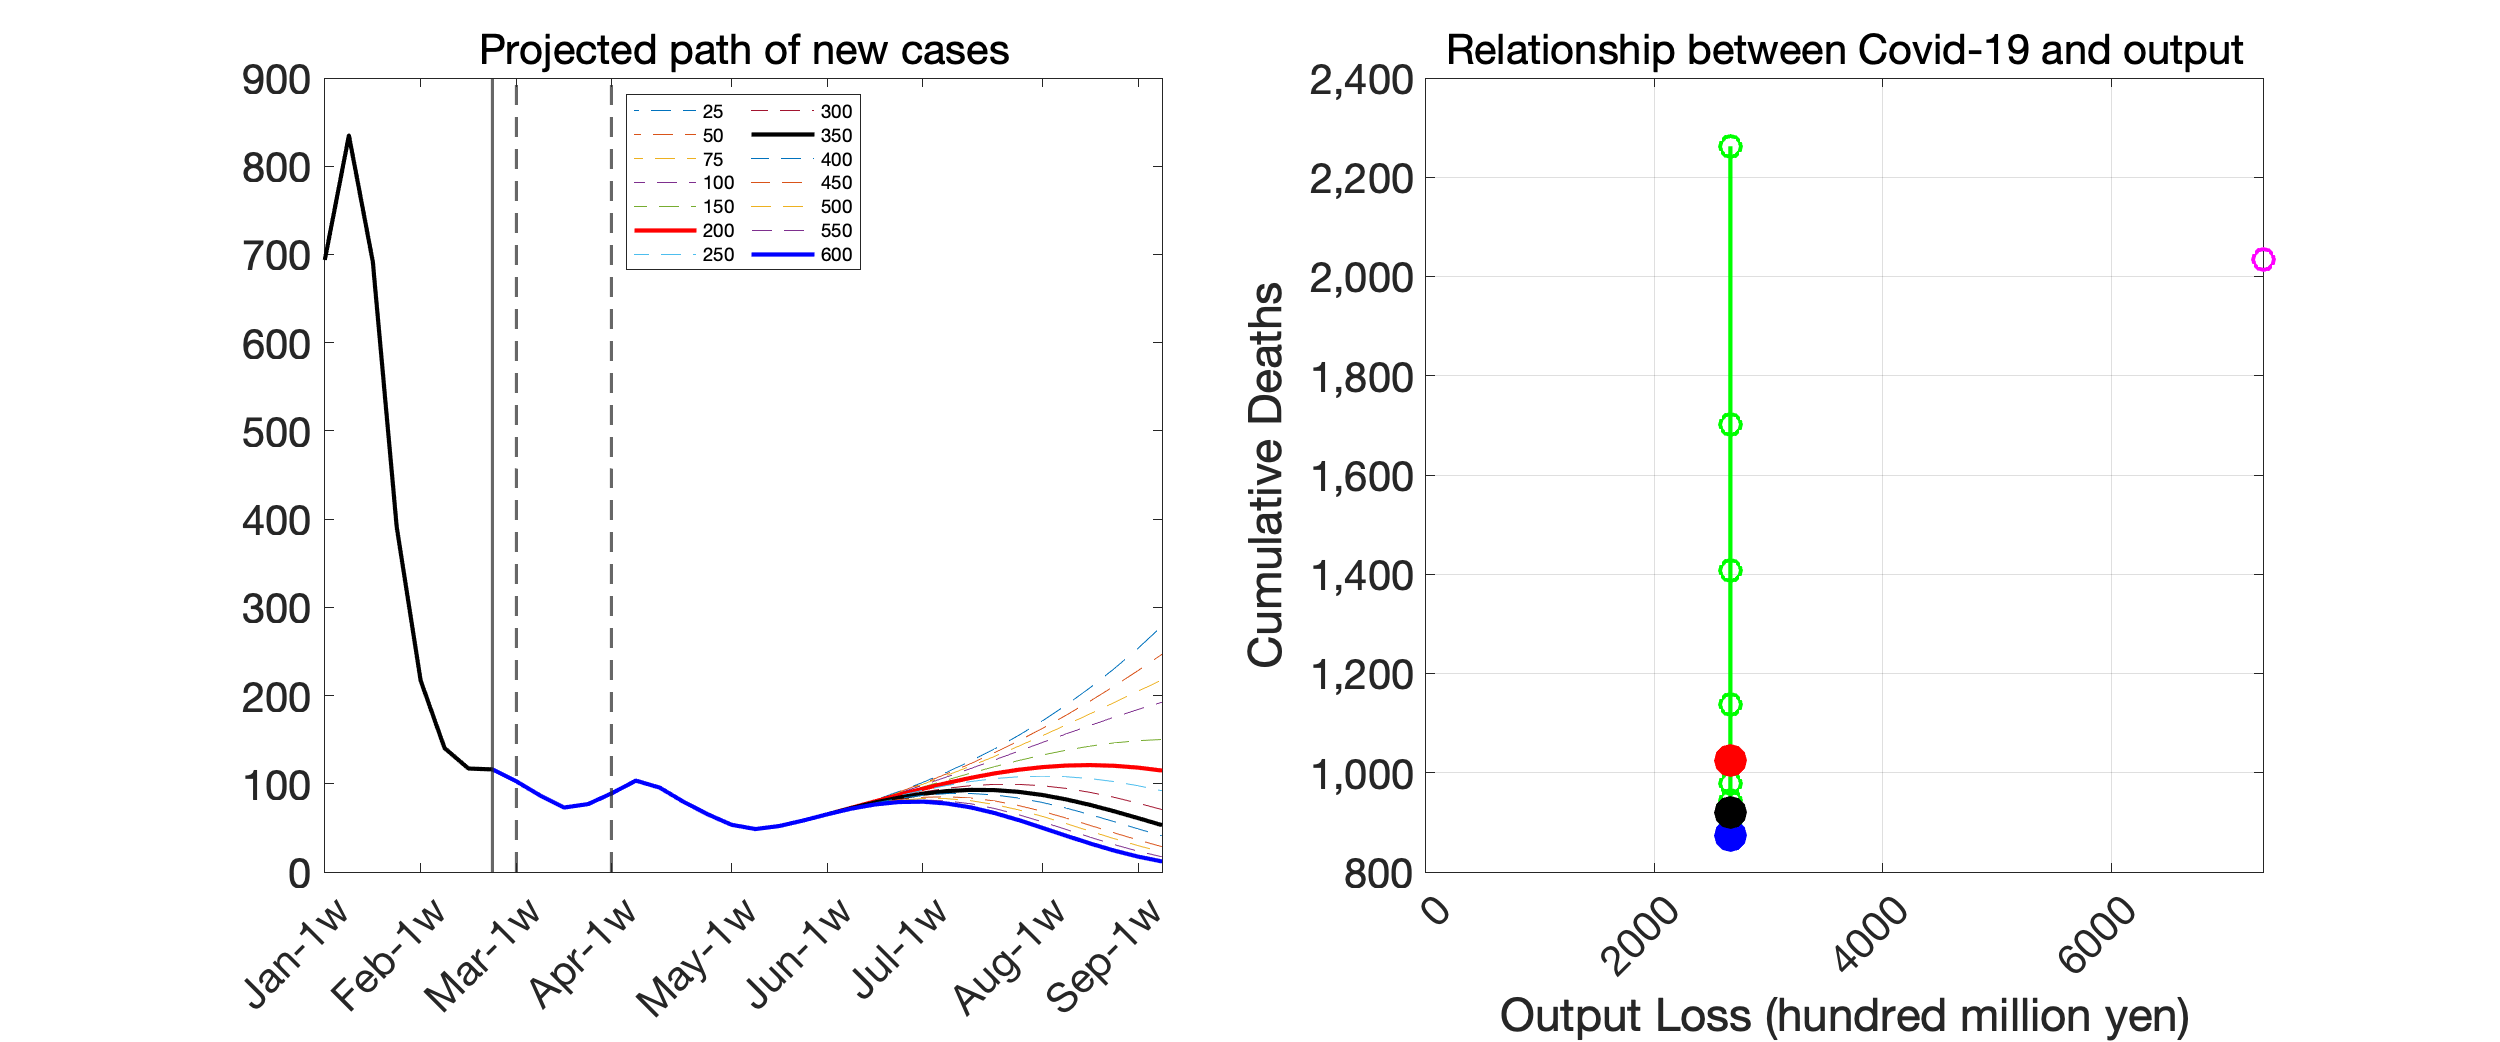 Projected path of new cases
900
800
700
600
500
400
300
200
100
0
25
50
75
100
150
200
250
300
350
400
450
500
550
600
Jan-1w
Feb-1w
Mar-1w
Apr-1w
May-1w
Jun-1w
Jul-1w
Aug-1w
Sep-1w
Relationship between Covid-19 and output
Cumulative Deaths
2,400
2,200
2,000
1,800
1,600
1,400
1,200
1,000
800
0
2000
4000
6000
Output Loss (hundred million yen)